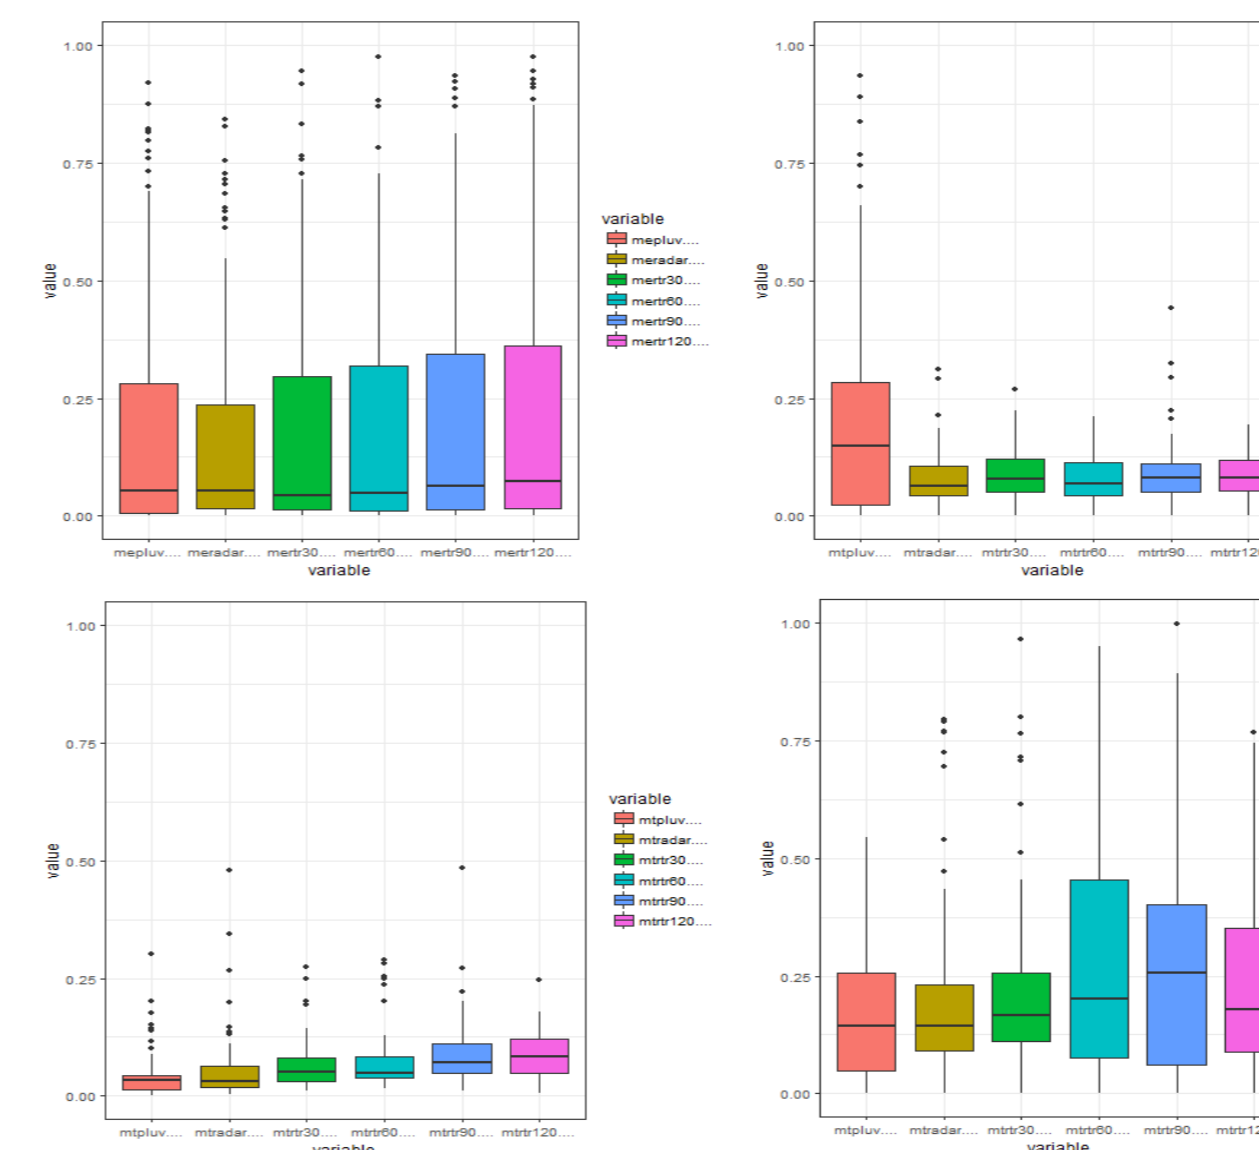 1.00
0.75
0.50
0.25
0.00
value
mepluv.... meradar.... mertr30.... mertr60.... mertr90.... mertr120....
variable
variable
mepluv....
meradar....
mertr30....
mertr60....
mertr90....
mertr120....
1.00
0.75
0.50
0.25
0.00
value
mtpluv.... mtradar.... mtrtr30.... mtrtr60.... mtrtr90.... mtrtr120
variable
1.00
0.75
0.50
0.25
0.00
value
mtpluv.... mtradar.... mtrtr30.... mtrtr60.... mtrtr90.... mtrtr120....
variable
variable
mtpluv....
mtradar....
mtrtr30....
mtrtr60....
mtrtr90....
mtrtr120....
1.00
0.75
0.50
0.25
0.00
value
mtpluv.... mtradar.... mtrtr30.... mtrtr60.... mtrtr90.... mtrtr12
variable